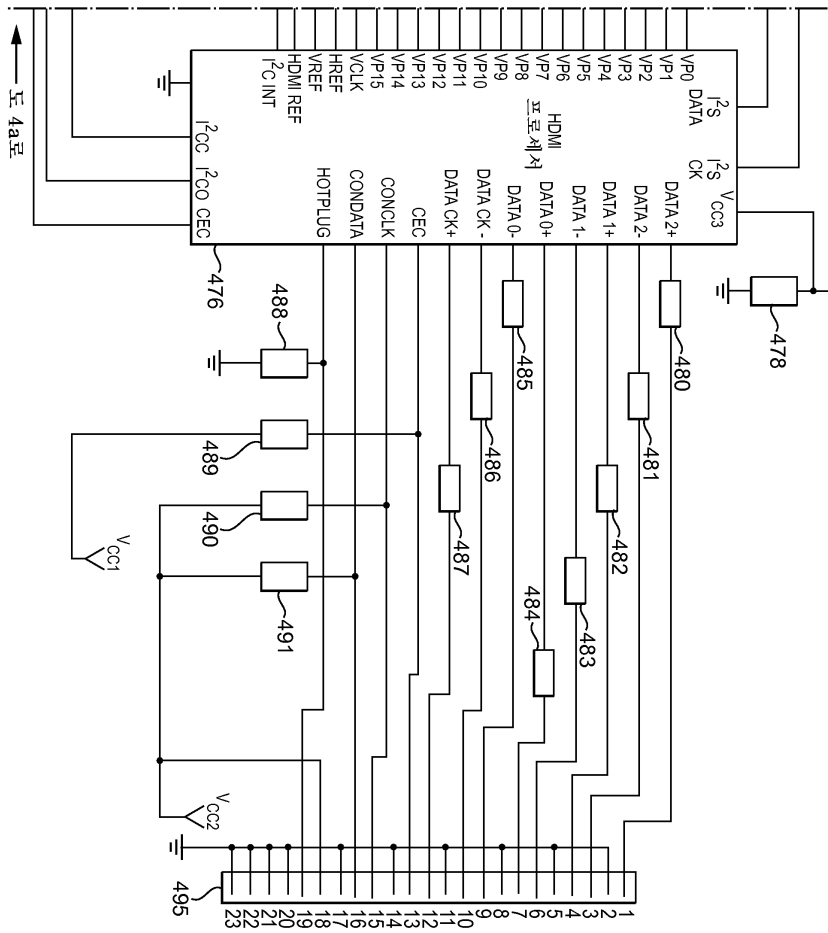 도 4a로
I²C INT
HDMI REF
VREF
HREF
VCLK
VP15
VP14
VP13
VP12
VP11
VP10
VP9
VP8
VP7
VP6
VP5
VP4
VP3
VP2
VP1
VP0
I²S DATA
I²S CK
VCC3
HDMI
프로세서
I²CC
I²CO
CEC
HOTPLUG
CONDATA
CONCLK
CEC
DATA CK+
DATA CK -
DATA 0-
DATA 0+
DATA 1-
DATA 1+
DATA 2-
DATA 2+
476
478
480
481
482
483
484
485
486
487
488
489
490
491
VCC1
VCC2
495
1
2
3
4
5
6
7
8
9
10
11
12
13
14
15
16
17
18
19
20
21
22
23